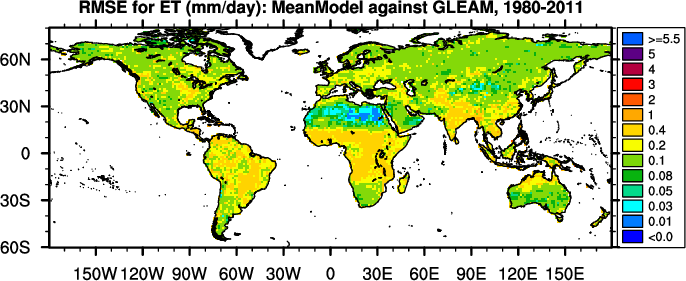 RMSE for ET (mm/day): MeanModel against GLEAM, 1980-2011
60N
30N
0
30S
60S
150W 120W 90W 60W 30W 0 30E 60E 90E 120E 150E
>=5.5
5
4
3
2
1
0.4
0.2
0.1
0.08
0.05
0.03
0.01
<0.0